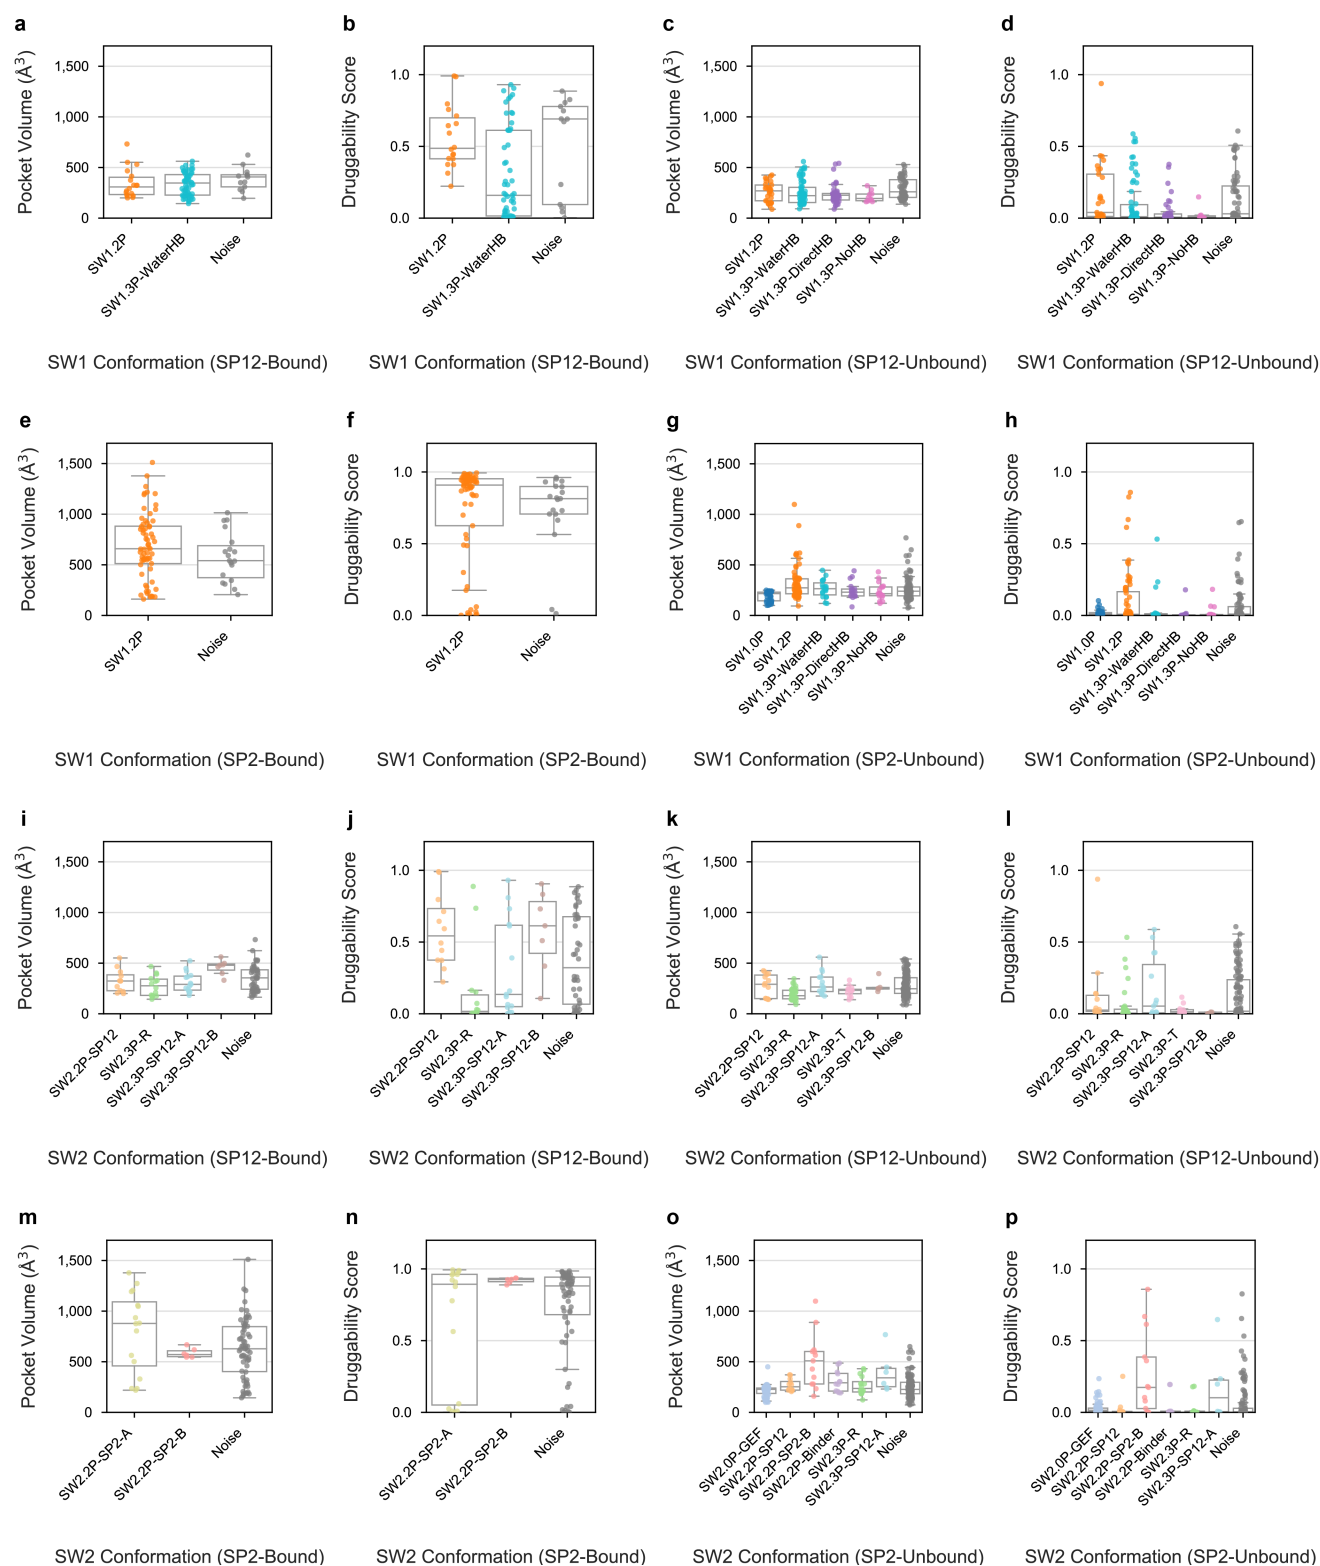 a
Pocket Volume (Å³)
1,500
1,000
500
0
SW1.2P
SW1.3P-WaterHB
Noise
SW1 Conformation (SP12-Bound)
b
Druggability Score
1.0
0.5
0.0
SW1.2P
SW1.3P-WaterHB
Noise
SW1 Conformation (SP12-Bound)
c
Pocket Volume (Å³)
1,500
1,000
500
0
SW1.2P
SW1.3P-WaterHB
SW1.3P-DirectHB
SW1.3P-NoHB
Noise
SW1 Conformation (SP12-Unbound)
d
Druggability Score
1.0
0.5
0.0
SW1.2P
SW1.3P-WaterHB
SW1.3P-DirectHB
SW1.3P-NoHB
Noise
SW1 Conformation (SP12-Unbound)
e
Pocket Volume (Å³)
1,500
1,000
500
0
SW1.2P
Noise
SW1 Conformation (SP2-Bound)
f
Druggability Score
1.0
0.5
0.0
SW1.2P
Noise
SW1 Conformation (SP2-Bound)
g
Pocket Volume (Å³)
1,500
1,000
500
0
SW1.0P
SW1.2P
SW1.3P-WaterHB
SW1.3P-DirectHB
SW1.3P-NoHB
Noise
SW1 Conformation (SP2-Unbound)
h
Druggability Score
1.0
0.5
0.0
SW1.0P
SW1.2P
SW1.3P-WaterHB
SW1.3P-DirectHB
SW1.3P-NoHB
Noise
SW1 Conformation (SP2-Unbound)
i
Pocket Volume (Å³)
1,500
1,000
500
0
SW2.2P-SP12
SW2.3P-R
SW2.3P-SP12-A
SW2.3P-SP12-B
Noise
SW2 Conformation (SP12-Bound)
j
Druggability Score
1.0
0.5
0.0
SW2.2P-SP12
SW2.3P-R
SW2.3P-SP12-A
SW2.3P-SP12-B
Noise
SW2 Conformation (SP12-Bound)
k
Pocket Volume (Å³)
1,500
1,000
500
0
SW2.2P-SP12
SW2.3P-R
SW2.3P-SP12-A
SW2.3P-T
SW2.3P-SP12-B
Noise
SW2 Conformation (SP12-Unbound)
l
Druggability Score
1.0
0.5
0.0
SW2.2P-SP12
SW2.3P-R
SW2.3P-SP12-A
SW2.3P-T
SW2.3P-SP12-B
Noise
SW2 Conformation (SP12-Unbound)
m
Pocket Volume (Å³)
1,500
1,000
500
0
SW2.2P-SP2-A
SW2.2P-SP2-B
Noise
SW2 Conformation (SP2-Bound)
n
Druggability Score
1.0
0.5
0.0
SW2.2P-SP2-A
SW2.2P-SP2-B
Noise
SW2 Conformation (SP2-Bound)
o
Pocket Volume (Å³)
1,500
1,000
500
0
SW2.0P-GEF
SW2.2P-SP12
SW2.2P-SP2-B
SW2.2P-Binder
SW2.3P-R
SW2.3P-SP12-A
Noise
SW2 Conformation (SP2-Unbound)
p
Druggability Score
1.0
0.5
0.0
SW2.0P-GEF
SW2.2P-SP12
SW2.2P-SP2-B
SW2.2P-Binder
SW2.3P-R
SW2.3P-SP12-A
Noise
SW2 Conformation (SP2-Unbound)